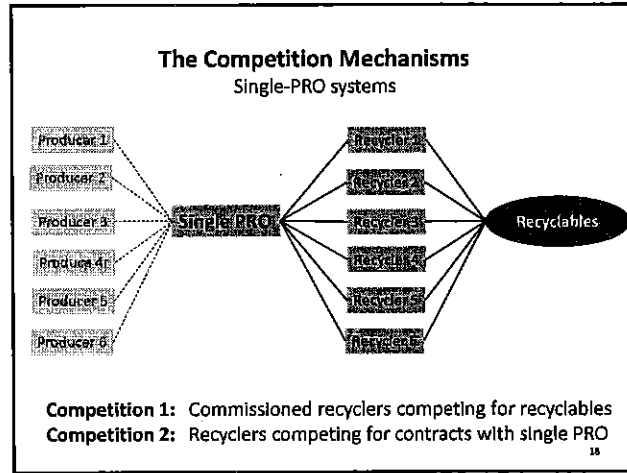 The Competition Mechanisms
Single-PRO systems
Producer 1
Producer 2
Producer 3
Produce 4
Producer 5
Producer 6
Single PRO
Recycler 1
Recycler 2
Recycler 3
Recycler 4
Recycler 5
Recycler 6
Recyclables
Competition 1: Commissioned recyclers competing for recyclables
Competition 2: Recyclers competing for contracts with single PRO
18